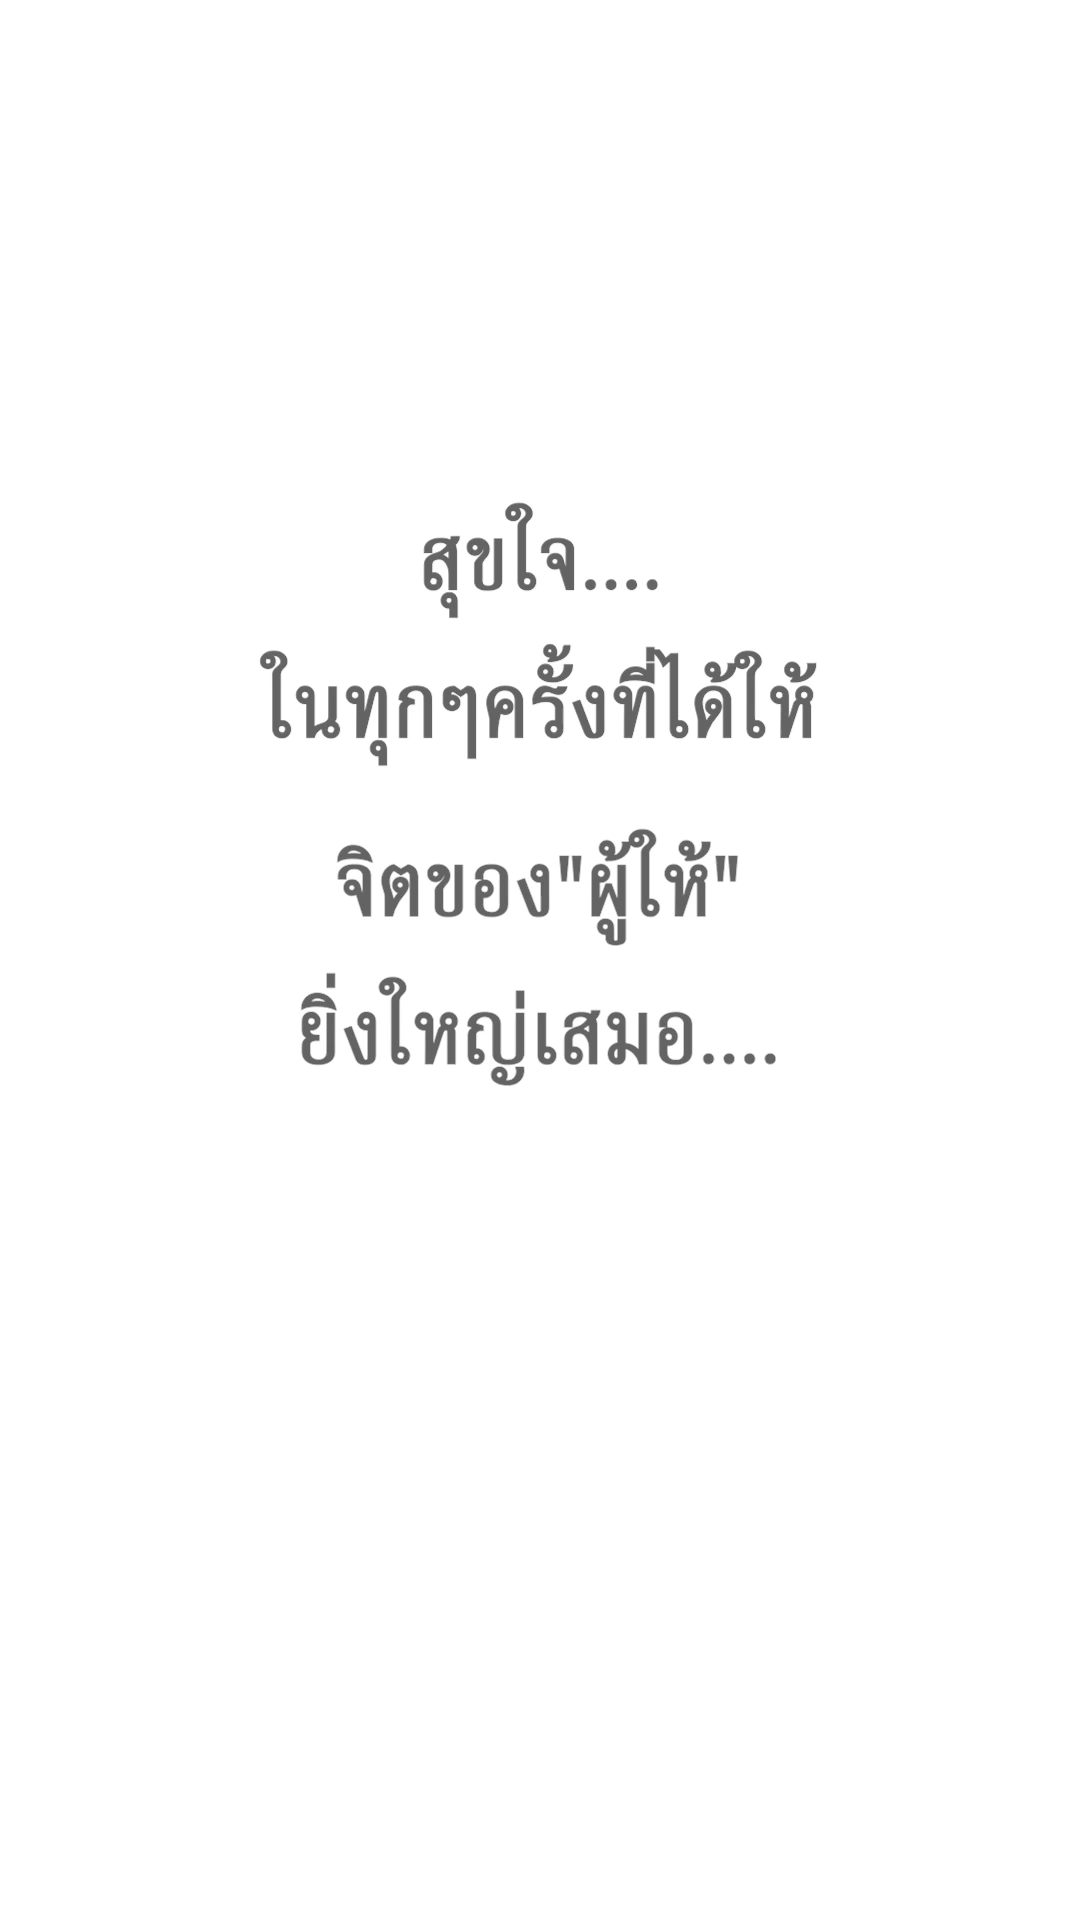 สุขใจ....
ในทุกๆครั้งที่ได้ให้
จิตของ"ผู้ให้"
ยิ่งใหญ่เสมอ....